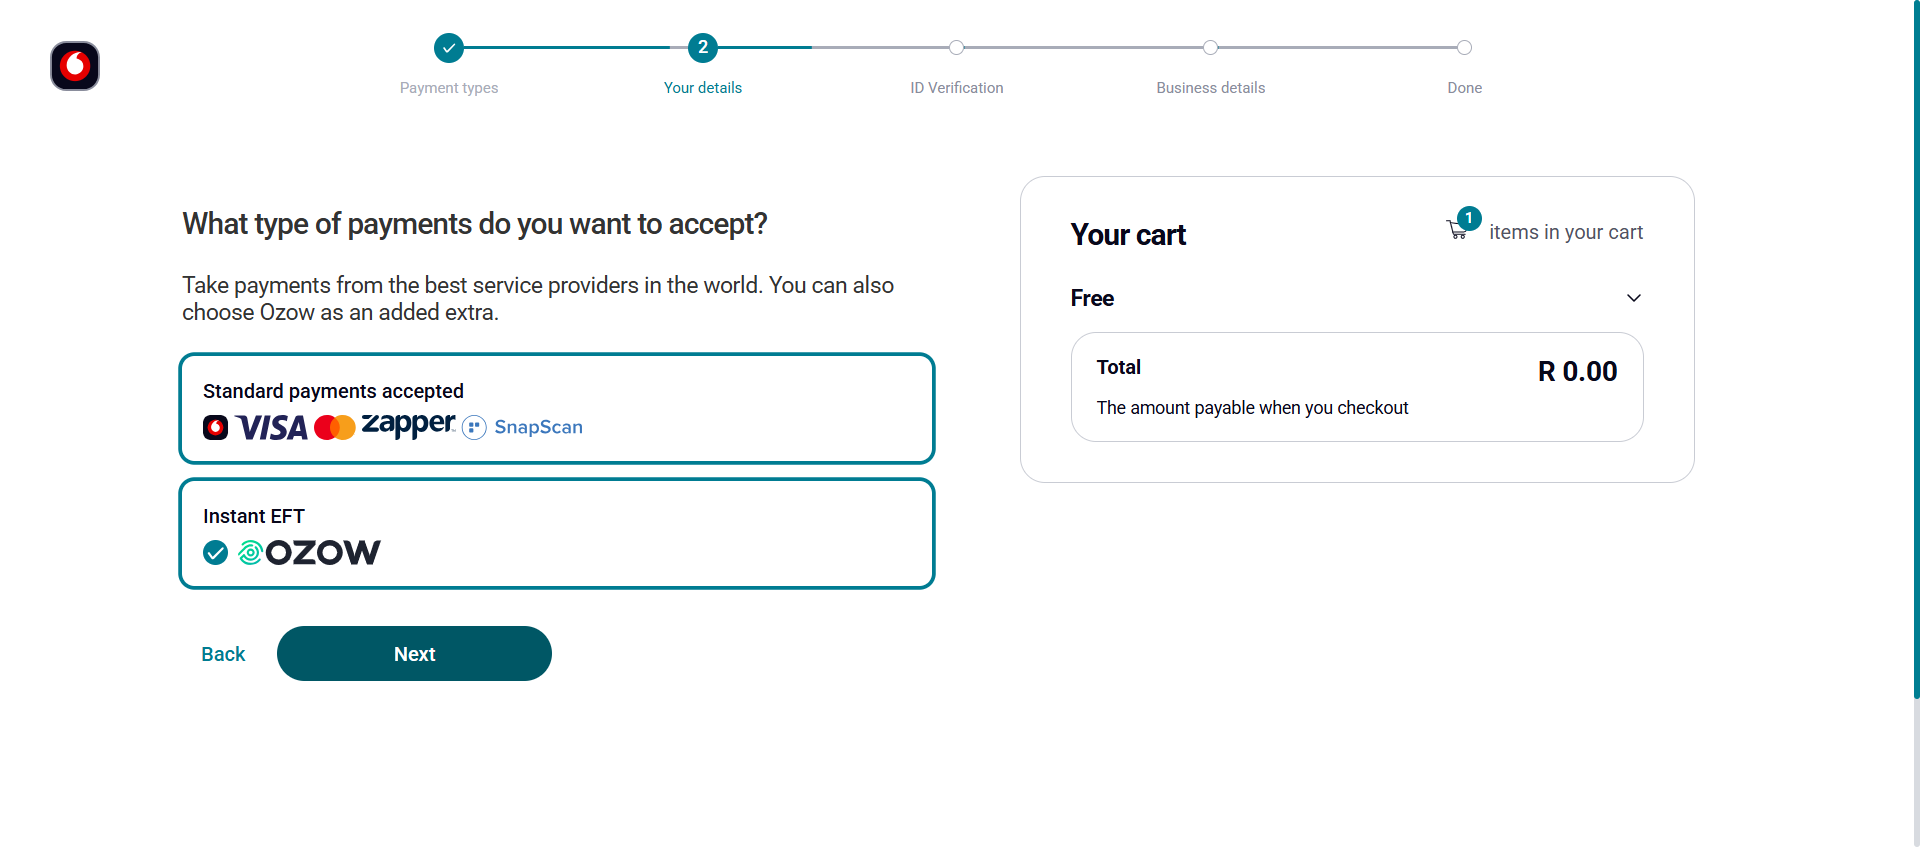 2
Payment types
Your details
ID Verification
Business details
Done
What type of payments do you want to accept?
Take payments from the best service providers in the world. You can also
choose Ozow as an added extra.
Standard payments accepted
VISA zapper SnapScan
Instant EFT
OZOW
Back
Next
Your cart
1
items in your cart
Free
Total
R 0.00
The amount payable when you checkout